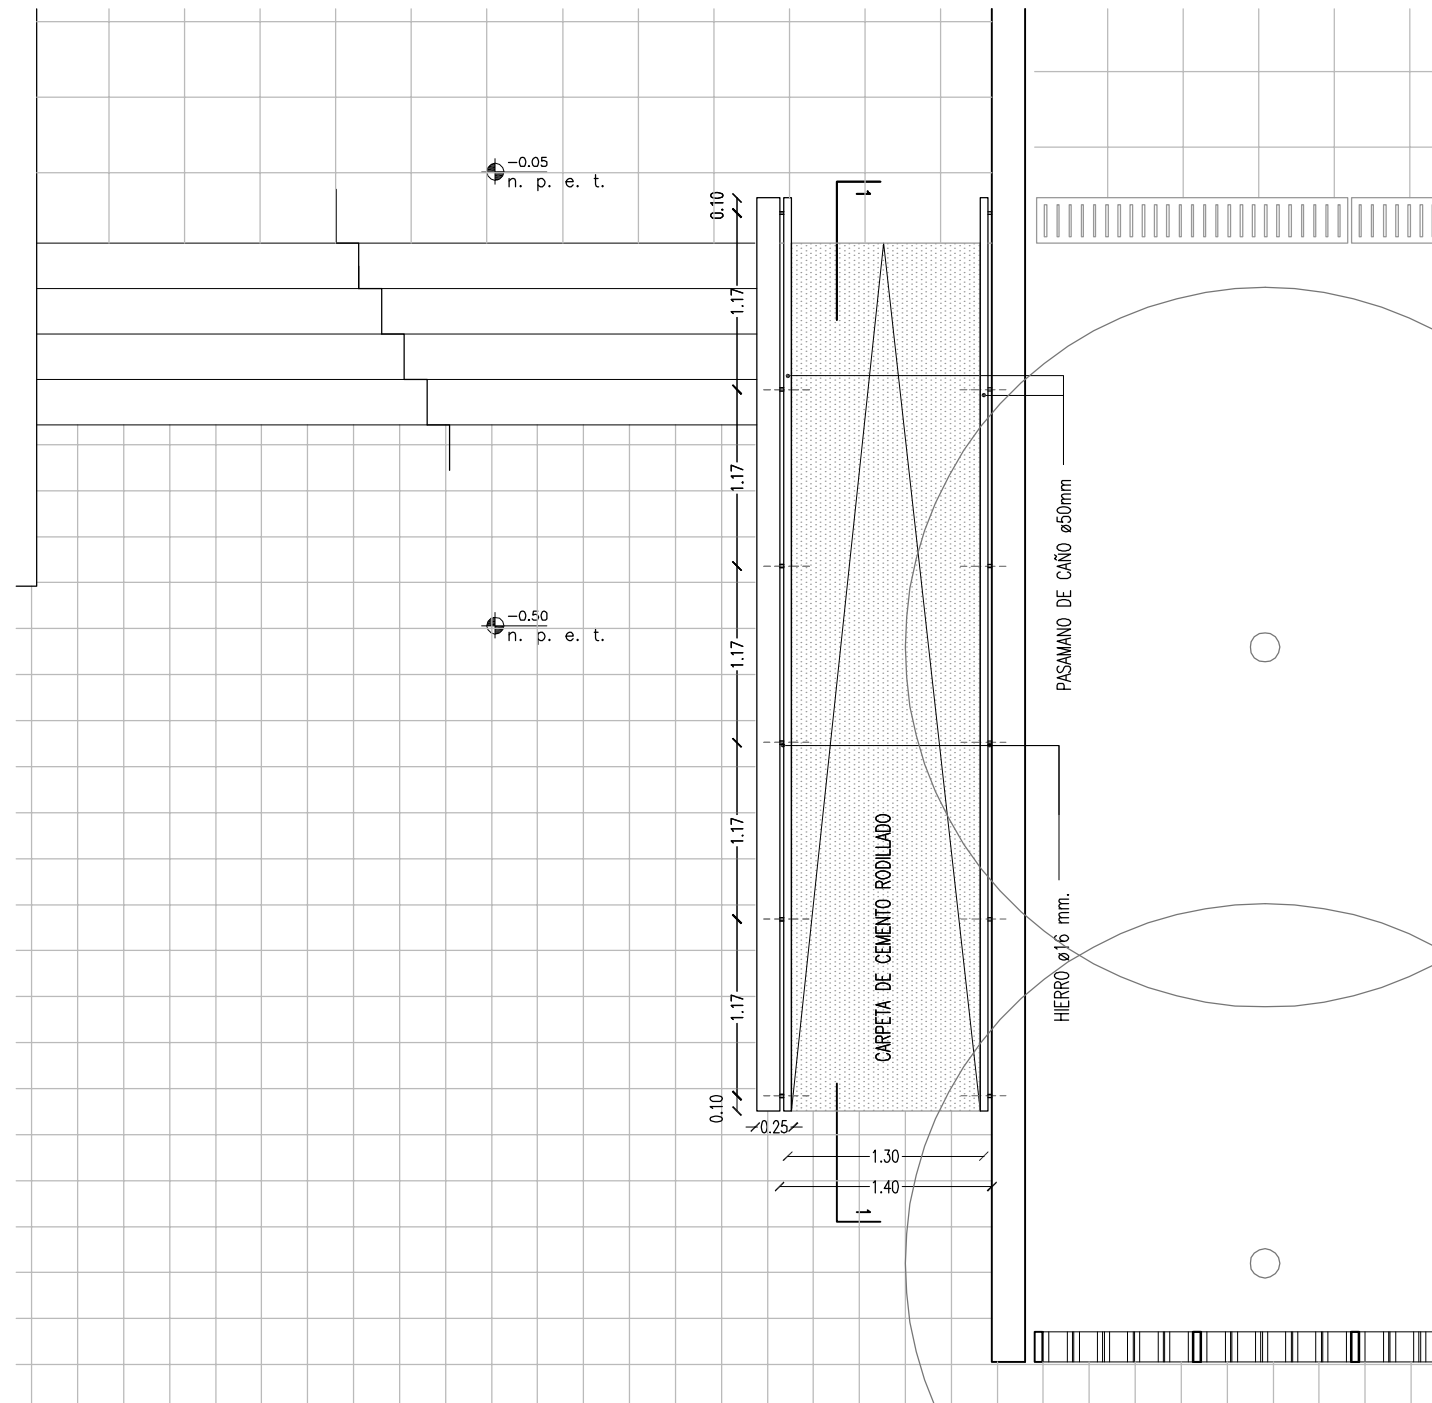 -0.05
n. p. e. t.
0.10
1
1.17
1.17
PASAMANO DE CAÑO ø50mm
-0.50
n. p. e. t.
1.17
1.17
CARPETA DE CEMENTO RODILLADO
HIERRO ø16 mm.
1.17
0.10
0.25
1.30
1.40
1